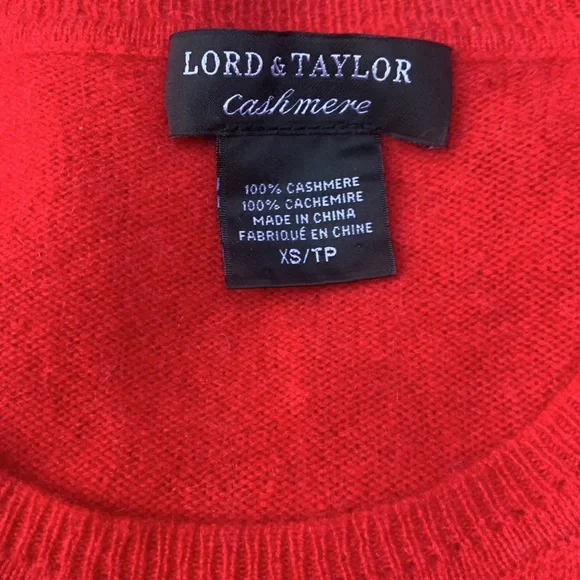 LORD & TAYLOR
Cashmere
100% CASHMERE
100% CACHEMIRE
MADE IN CHINA
FABRIQUÉ EN CHINE
XS/TP